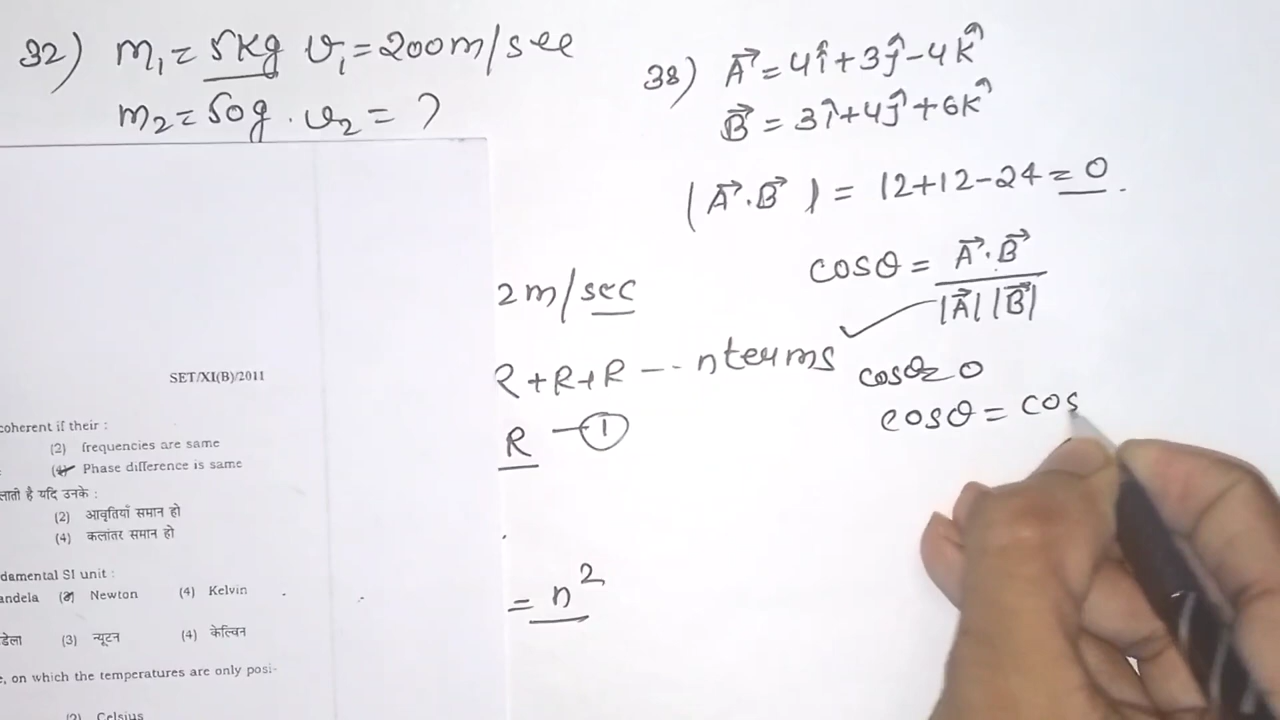 32) m₁ = 5kg v₁ = 200m/sec
m₂ = 50g . v₂ = ?
2m/sec
R+R+R --- n terms
R — ①
= n²
38) A⃗ = 4î+3ĵ-4k̂
B⃗ = 3î+4ĵ+6k̂
|A⃗.B⃗| = 12+12-24 = 0.
cosθ = A⃗.B⃗ / |A⃗| |B⃗|
cosθ = 0
cosθ = cos
SET/XI(B)/2011
coherent if their :
(2) frequencies are same
(4) Phase difference is same
लाती है यदि उनके :
(2) आवृतियाँ समान हो
(4) कलांतर समान हो
damental SI unit :
andela (3) Newton (4) Kelvin
डेला (3) न्यूटन (4) केल्विन
e, on which the temperatures are only posi-
(2) Celsius